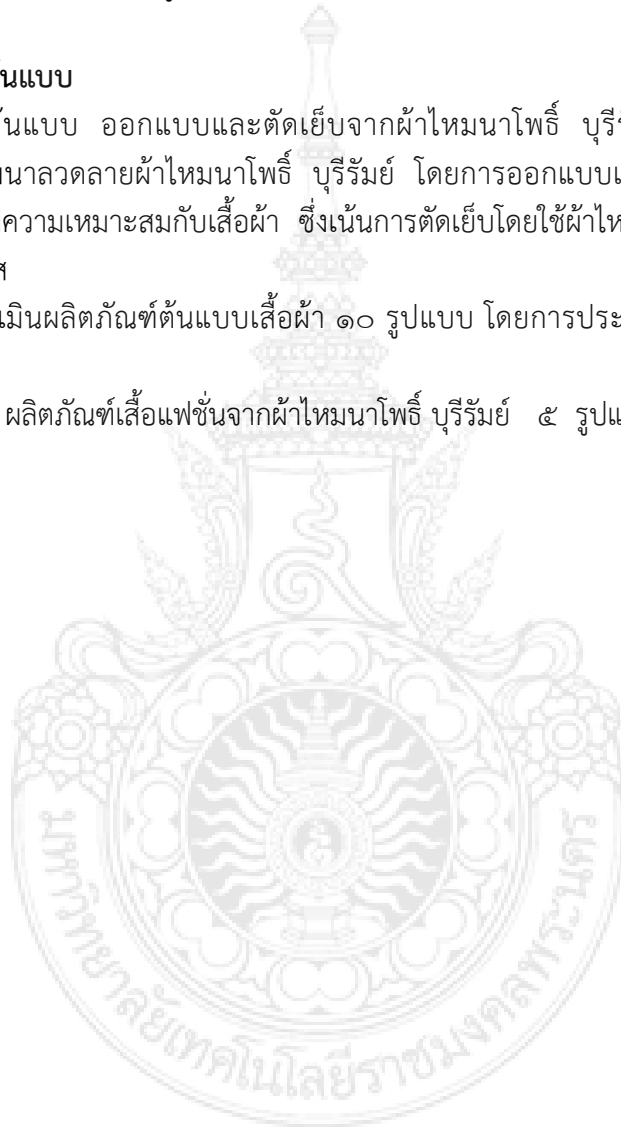 ้นแบบ
้นแบบ ออกแบบและตัดเย็บจากผ้าไหมนาโพธิ์ บุรีรั
นาลวดลายผ้าไหมนาโพธิ์ บุรีรัมย์ โดยการออกแบบเ
ความเหมาะสมกับเสื้อผ้า ซึ่งเน้นการตัดเย็บโดยใช้ผ้าไห
ส
เมินผลิตภัณฑ์ต้นแบบเสื้อผ้า ๑๐ รูปแบบ โดยการประ
ผลิตภัณฑ์เสื้อแฟชั่นจากผ้าไหมนาโพธิ์ บุรีรัมย์ ๕ รูปแ
มหาวิทยาลัยเทคโนโลยีราชมงคลพระนคร